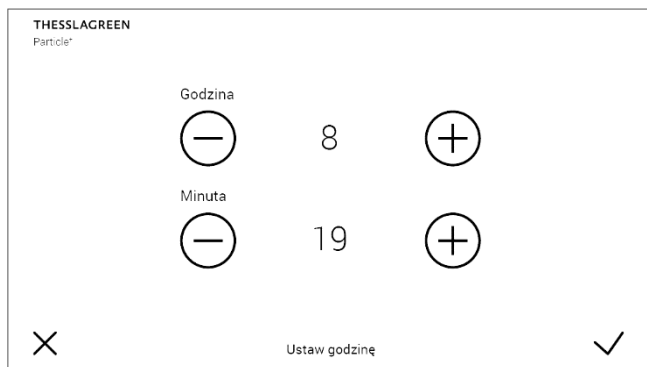 THESSLAGREEN
Particle⁺
Godzina
8
Minuta
19
Ustaw godzinę